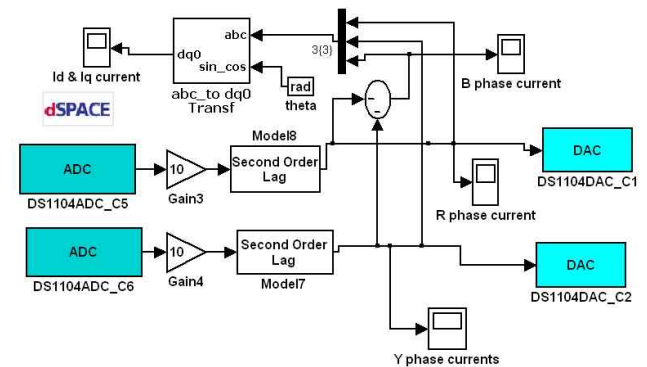 abc
3{3}
dq0
sin_cos
rad
theta
Id & Iq current
abc_to dq0
Transf
B phase current
dSPACE
Model8
ADC
10
Second Order
Lag
DAC
DS1104ADC_C5
Gain3
DS1104DAC_C1
R phase current
ADC
10
Second Order
Lag
DAC
DS1104ADC_C6
Gain4
Model7
DS1104DAC_C2
Y phase currents